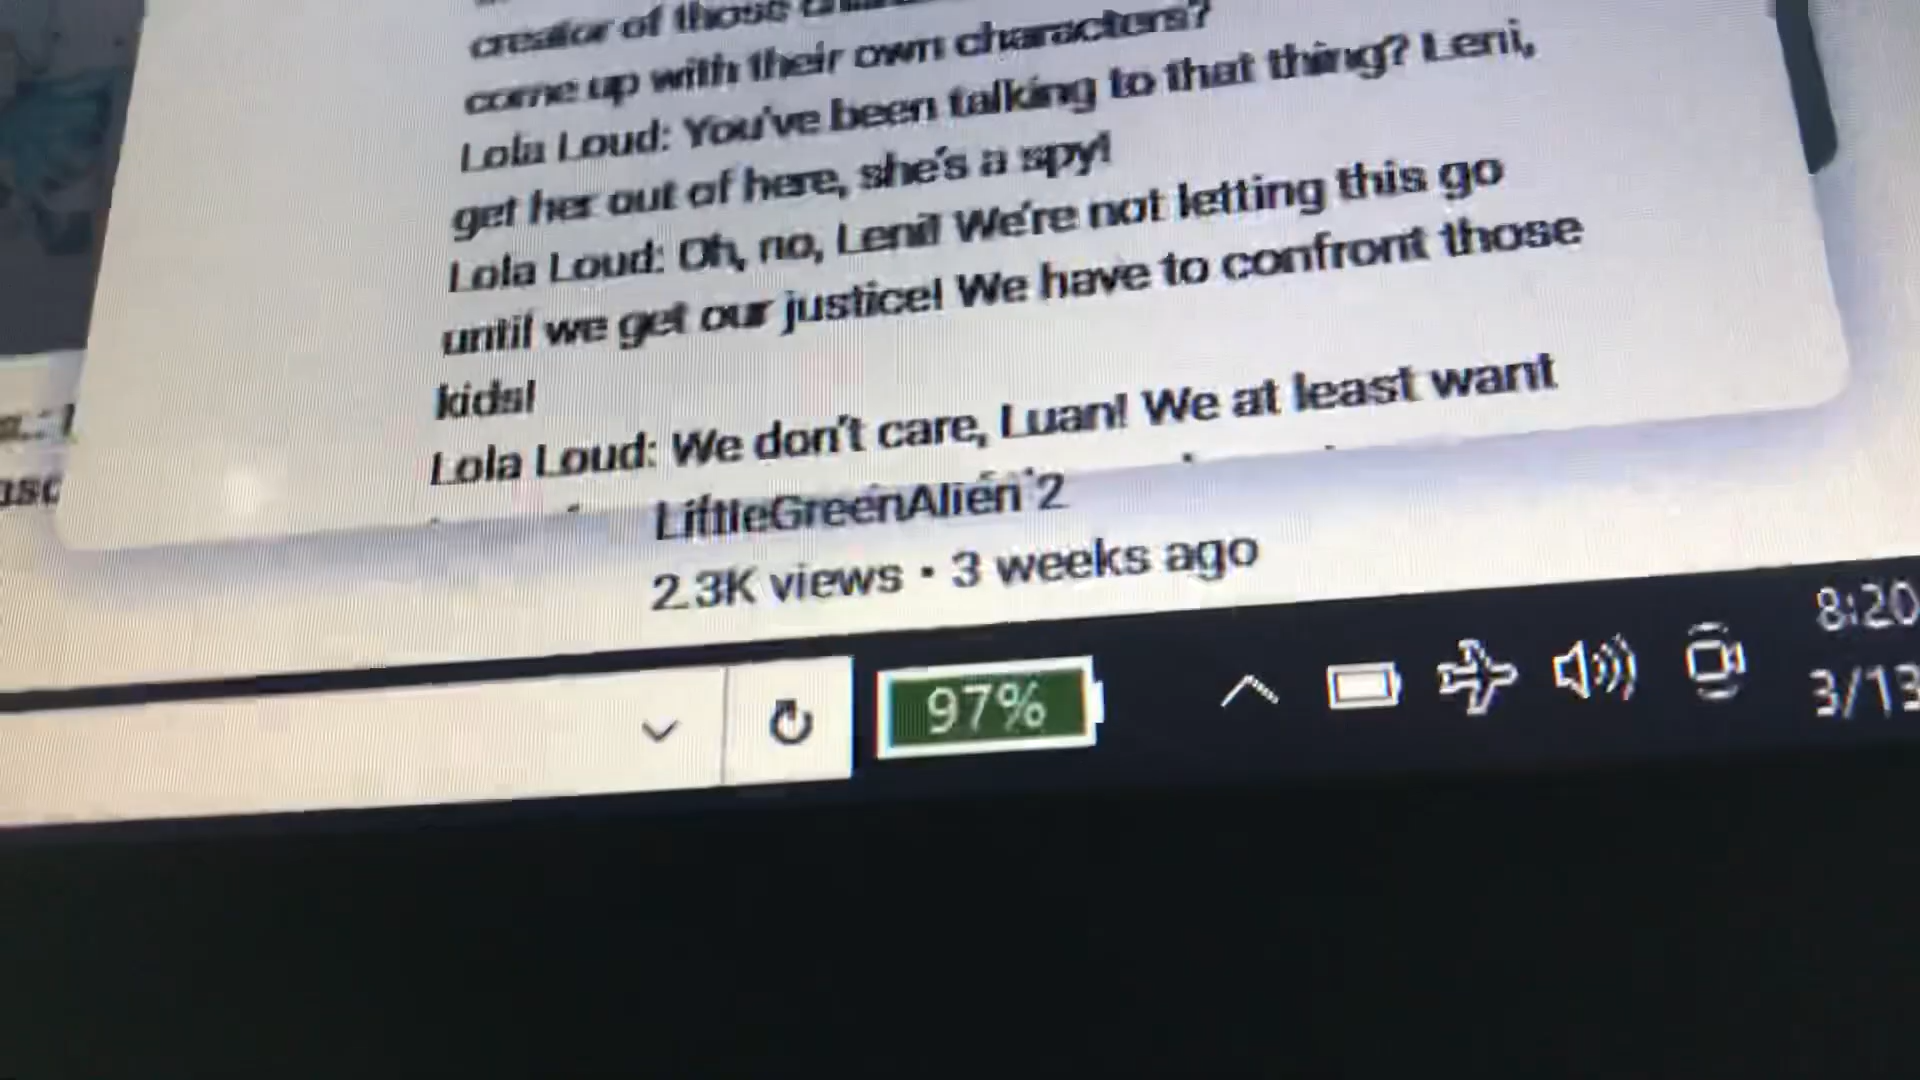 creator of those
come up with their own characters?
Lola Loud: You've been talking to that thing? Leni,
get her out of here, she's a spy!
Lola Loud: Oh, no, Leni! We're not letting this go
until we get our justice! We have to confront those
kids!
Lola Loud: We don't care, Luan! We at least want
LittleGreenAlien 2
2.3K views • 3 weeks ago
97%
8:20
3/13